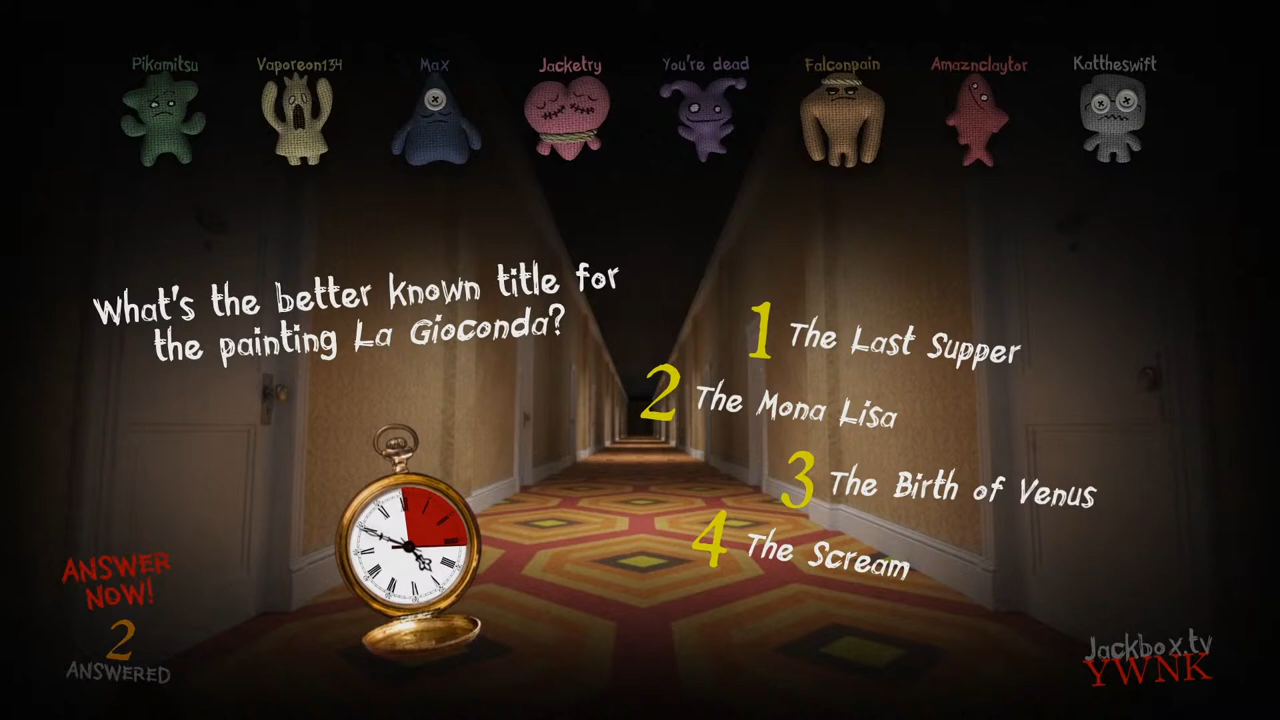 Pikamitsu
Vaporeon134
Max
Jacketry
You're dead
Falconpain
Amaznclaytor
Kattheswift
What's the better known title for
the painting La Gioconda?
1 The Last Supper
2 The Mona Lisa
3 The Birth of Venus
4 The Scream
ANSWER
NOW!
2
ANSWERED
Jackbox.tv
YWNK